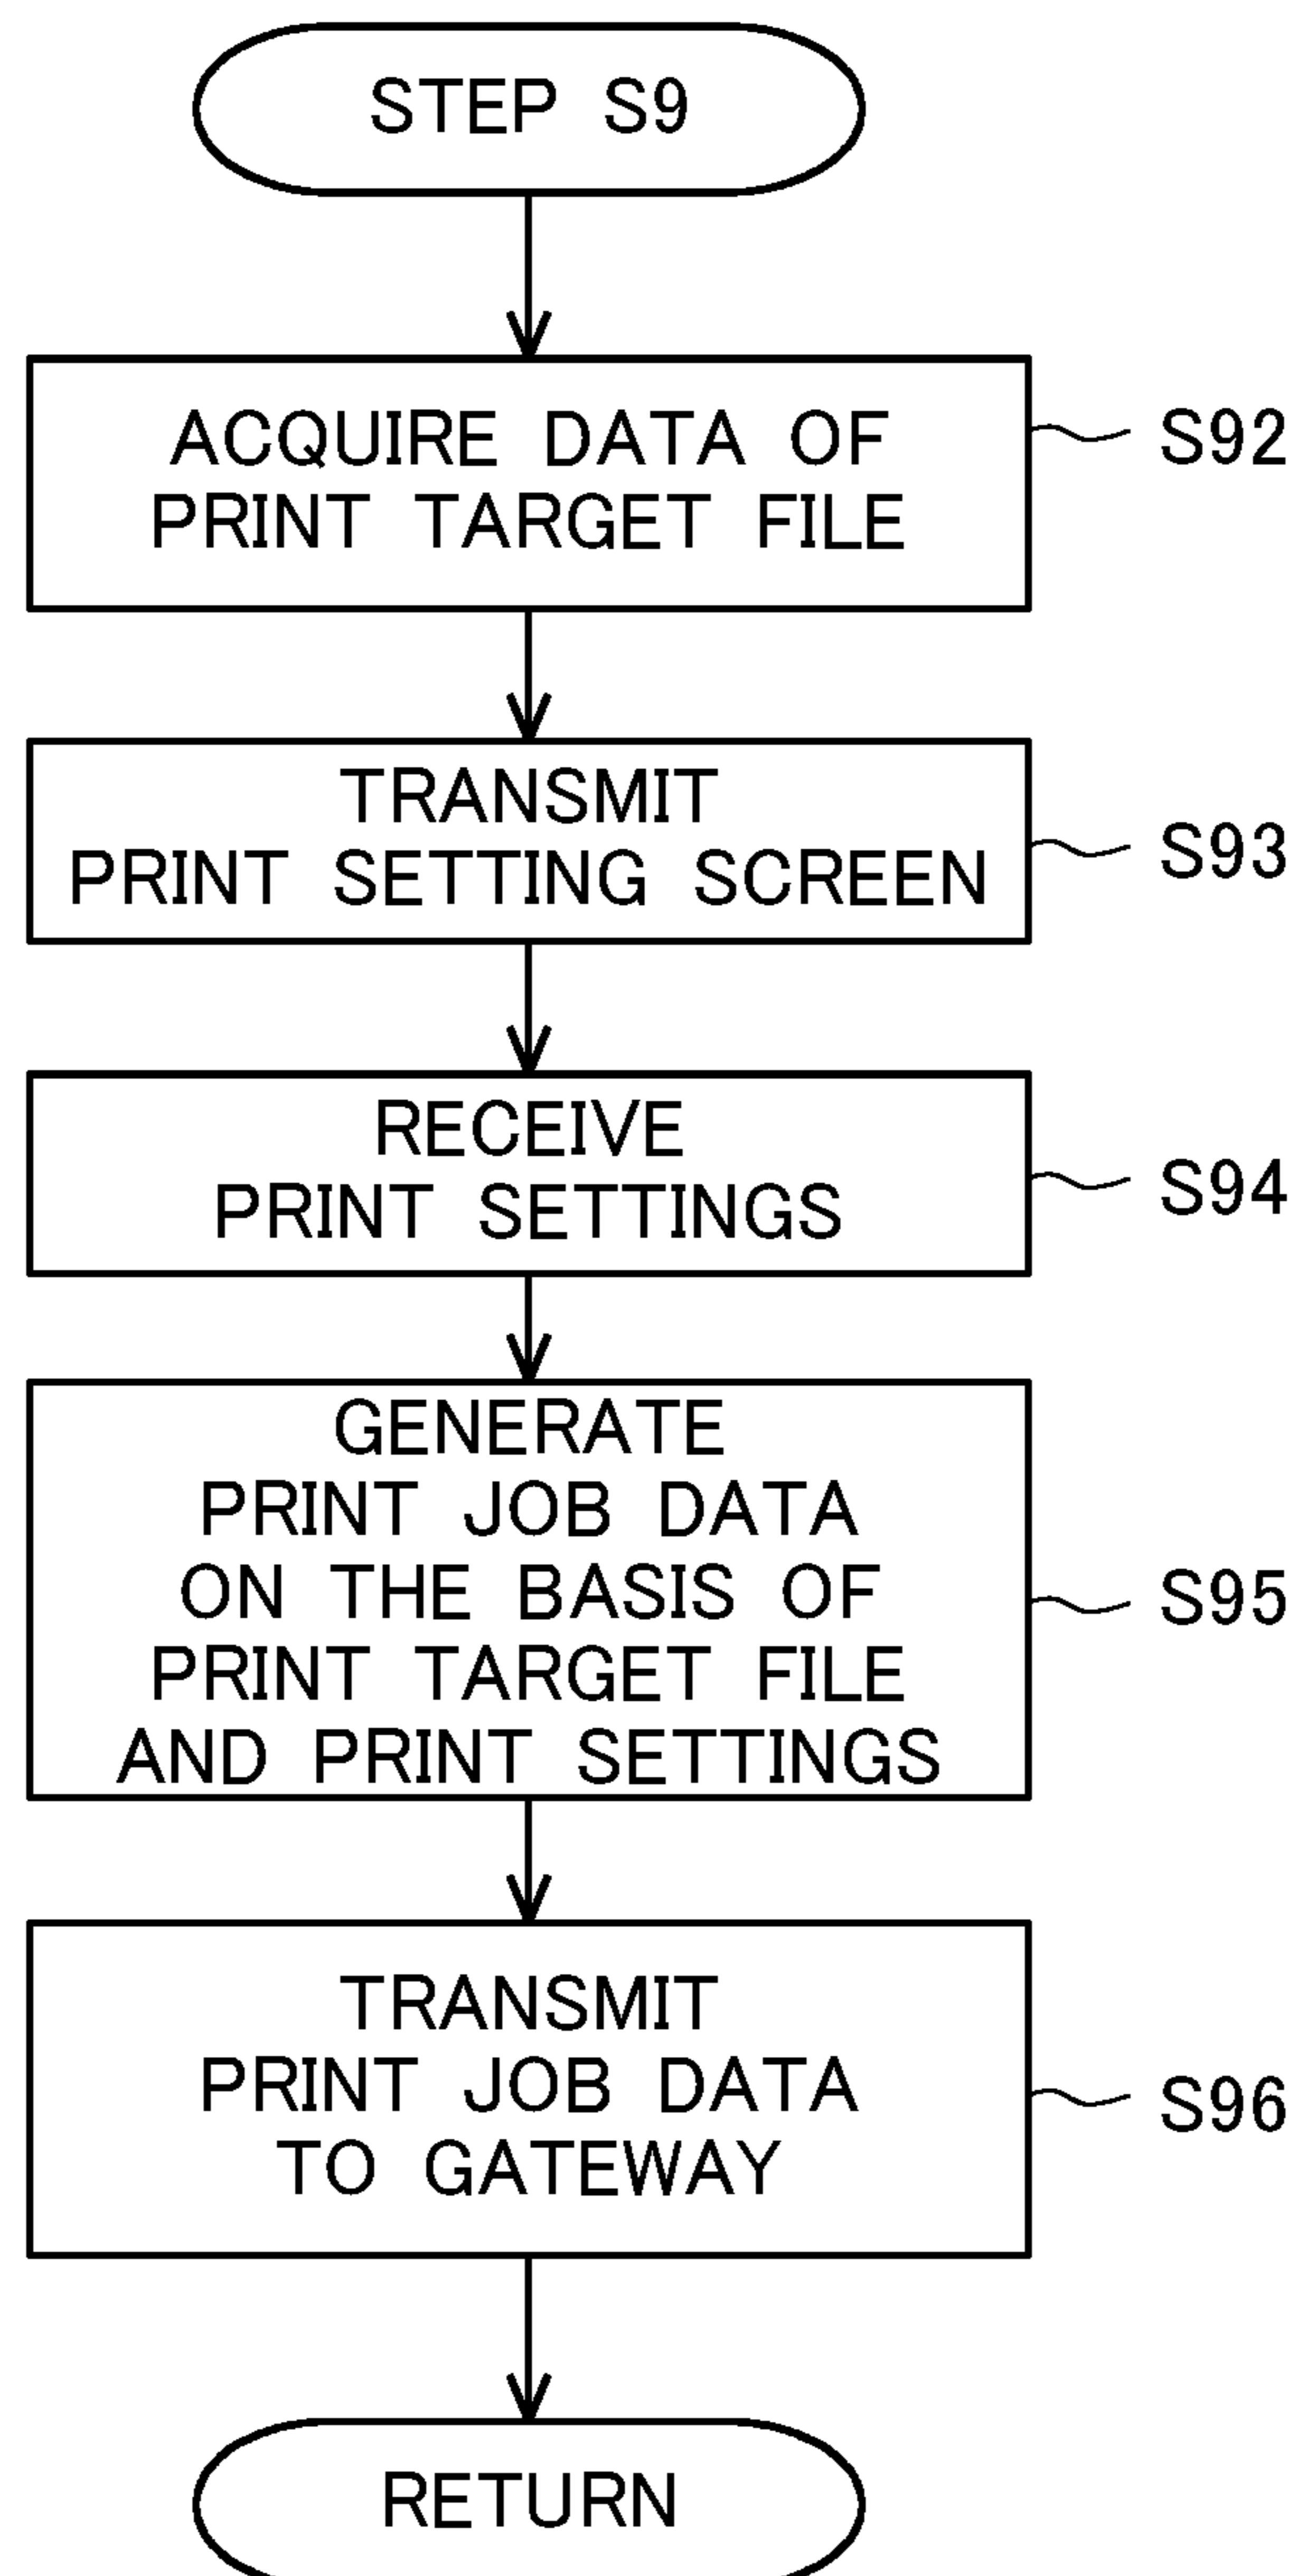 STEP S9
ACQUIRE DATA OF
PRINT TARGET FILE
S92
TRANSMIT
PRINT SETTING SCREEN
S93
RECEIVE
PRINT SETTINGS
S94
GENERATE
PRINT JOB DATA
ON THE BASIS OF
PRINT TARGET FILE
AND PRINT SETTINGS
S95
TRANSMIT
PRINT JOB DATA
TO GATEWAY
S96
RETURN